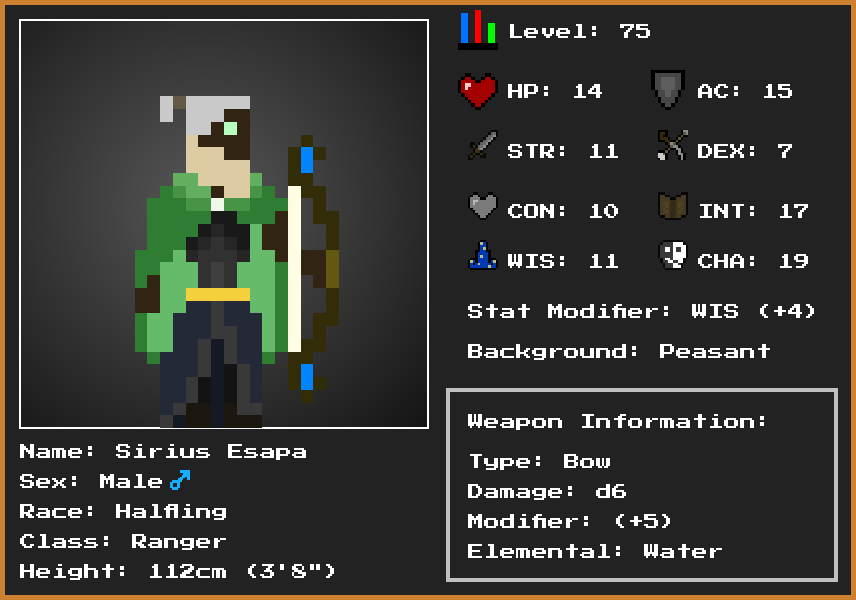 Level: 75
HP: 14
AC: 15
STR: 11
DEX: 7
CON: 10
INT: 17
WIS: 11
CHA: 19
Stat Modifier: WIS (+4)
Background: Peasant
Weapon Information:
Type: Bow
Damage: d6
Modifier: (+5)
Elemental: Water
Name: Sirius Esapa
Sex: Male ♂
Race: Halfling
Class: Ranger
Height: 112cm (3'8")